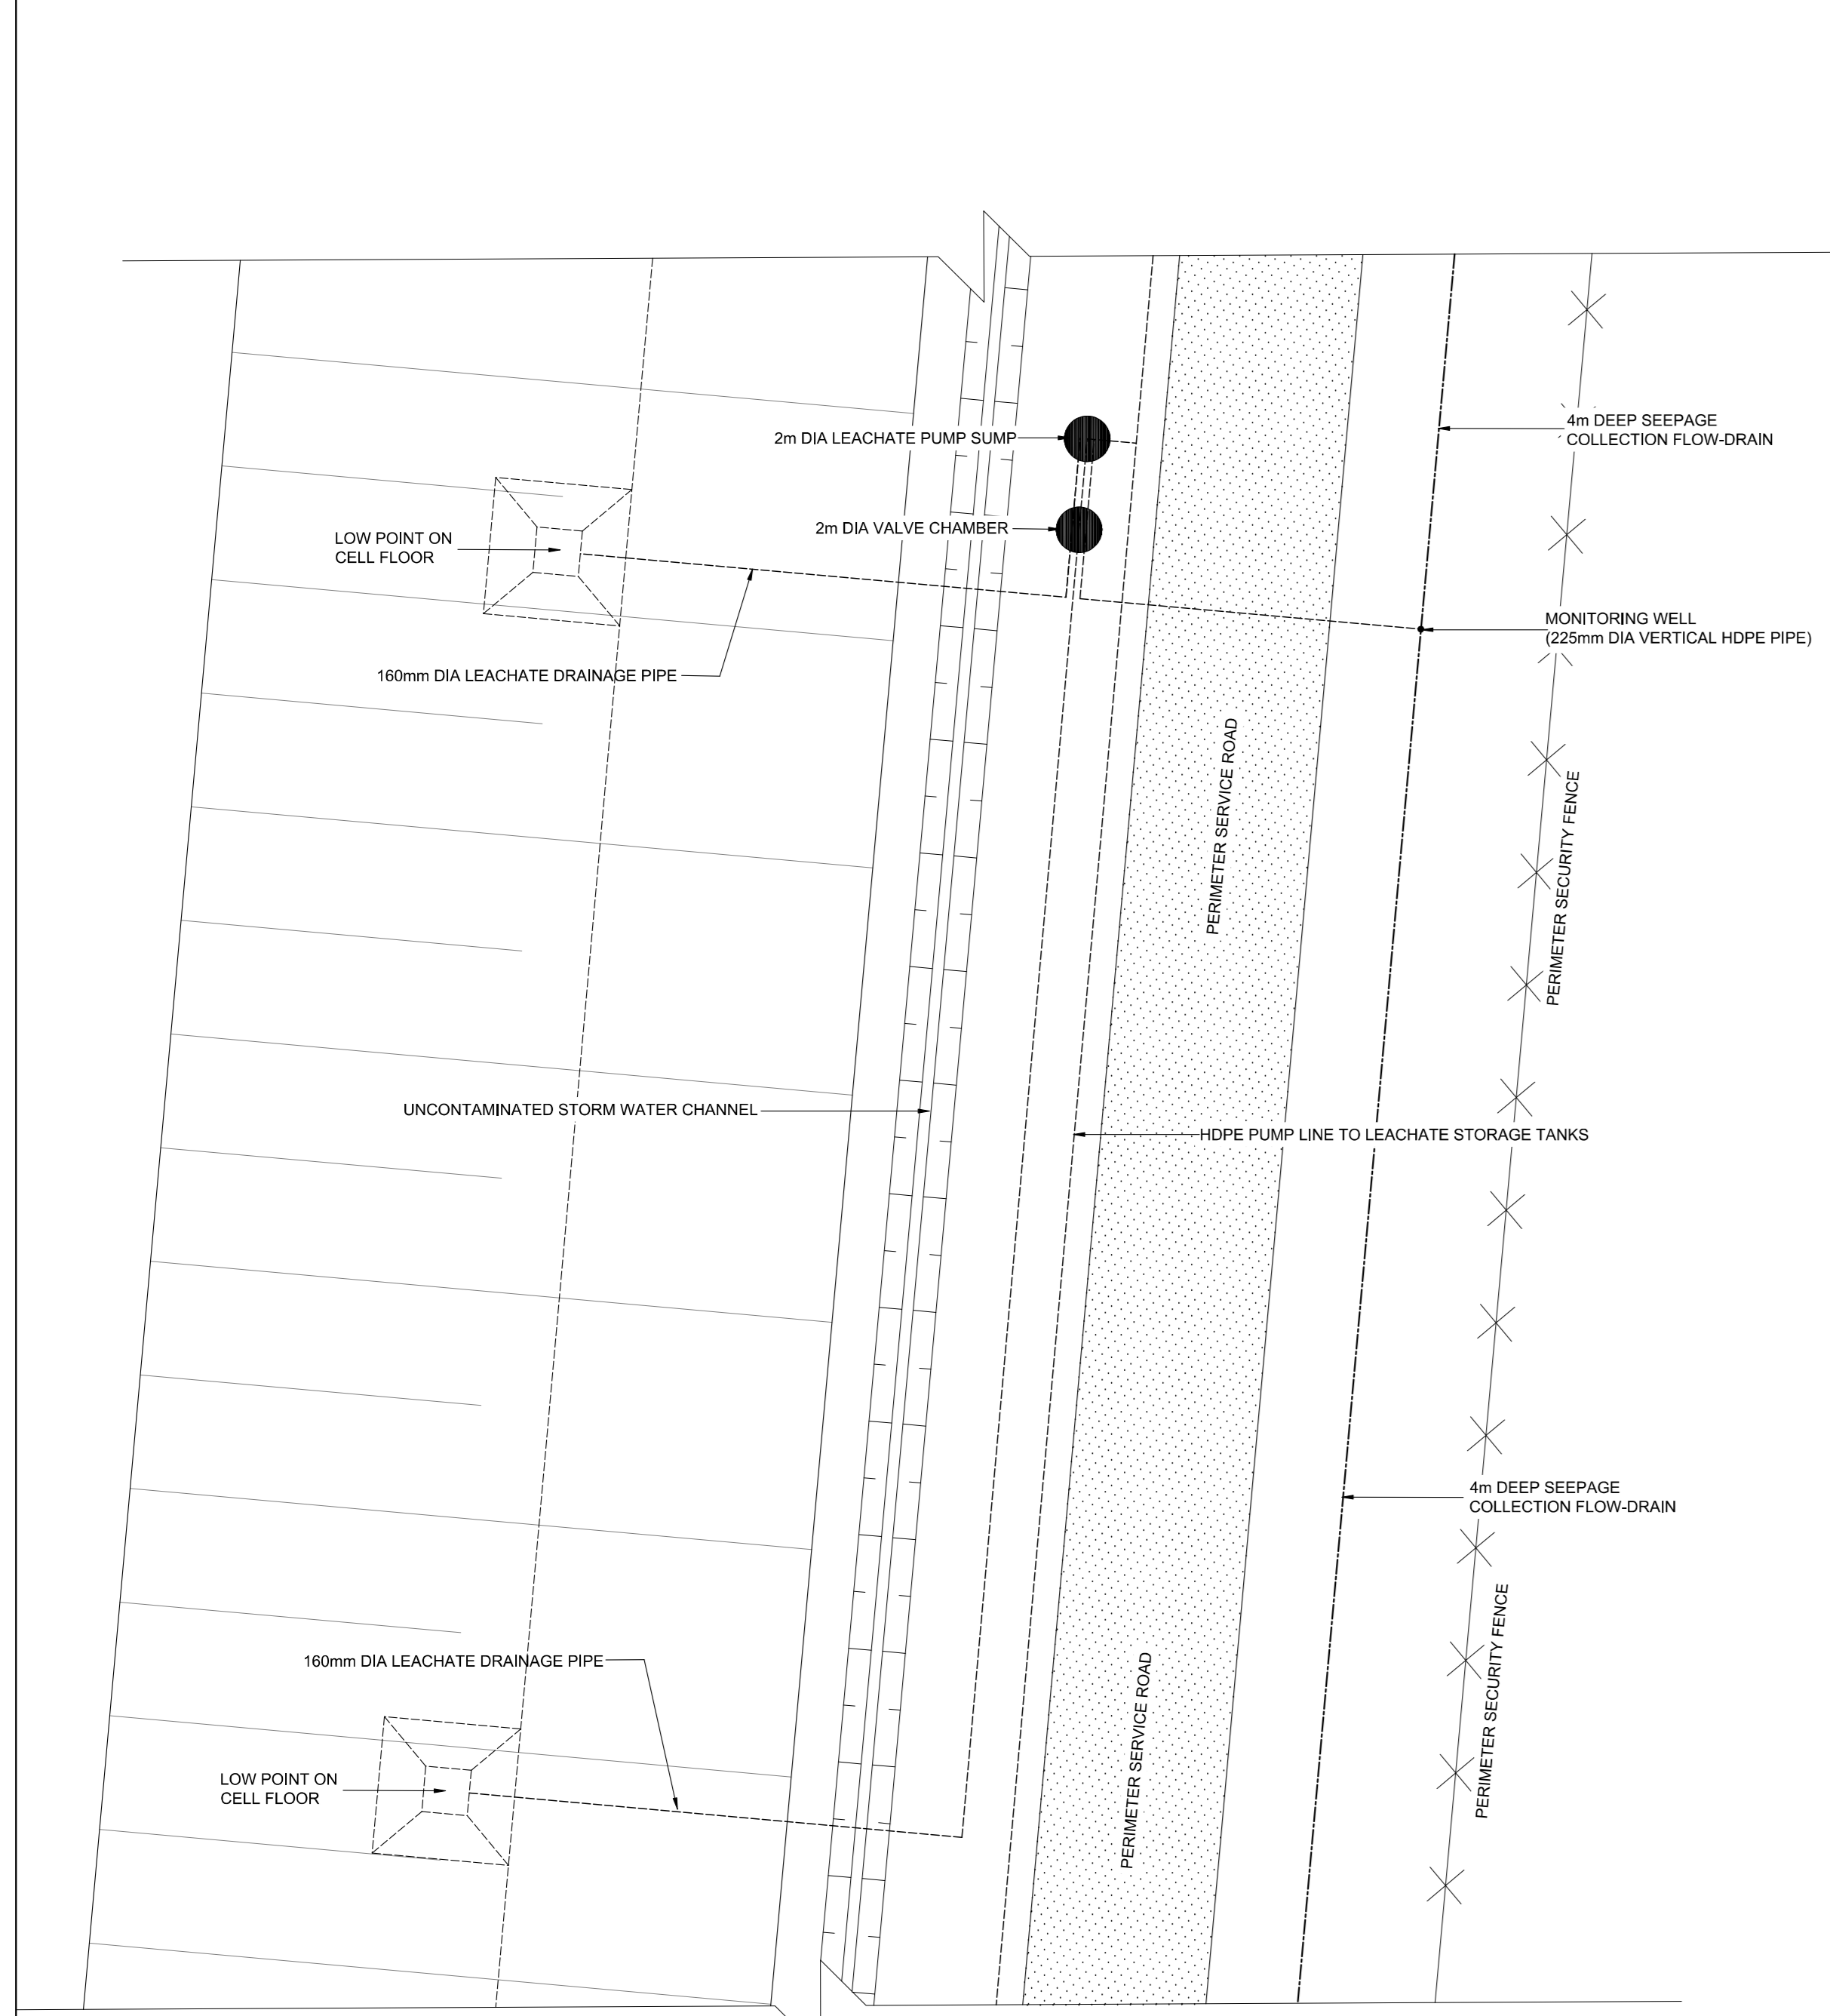 4m DEEP SEEPAGE
COLLECTION FLOW-DRAIN
2m DIA LEACHATE PUMP SUMP
2m DIA VALVE CHAMBER
LOW POINT ON
CELL FLOOR
MONITORING WELL
(225mm DIA VERTICAL HDPE PIPE)
160mm DIA LEACHATE DRAINAGE PIPE
PERIMETER SERVICE ROAD
PERIMETER SECURITY FENCE
UNCONTAMINATED STORM WATER CHANNEL
HDPE PUMP LINE TO LEACHATE STORAGE TANKS
4m DEEP SEEPAGE
COLLECTION FLOW-DRAIN
160mm DIA LEACHATE DRAINAGE PIPE
PERIMETER SERVICE ROAD
PERIMETER SECURITY FENCE
LOW POINT ON
CELL FLOOR